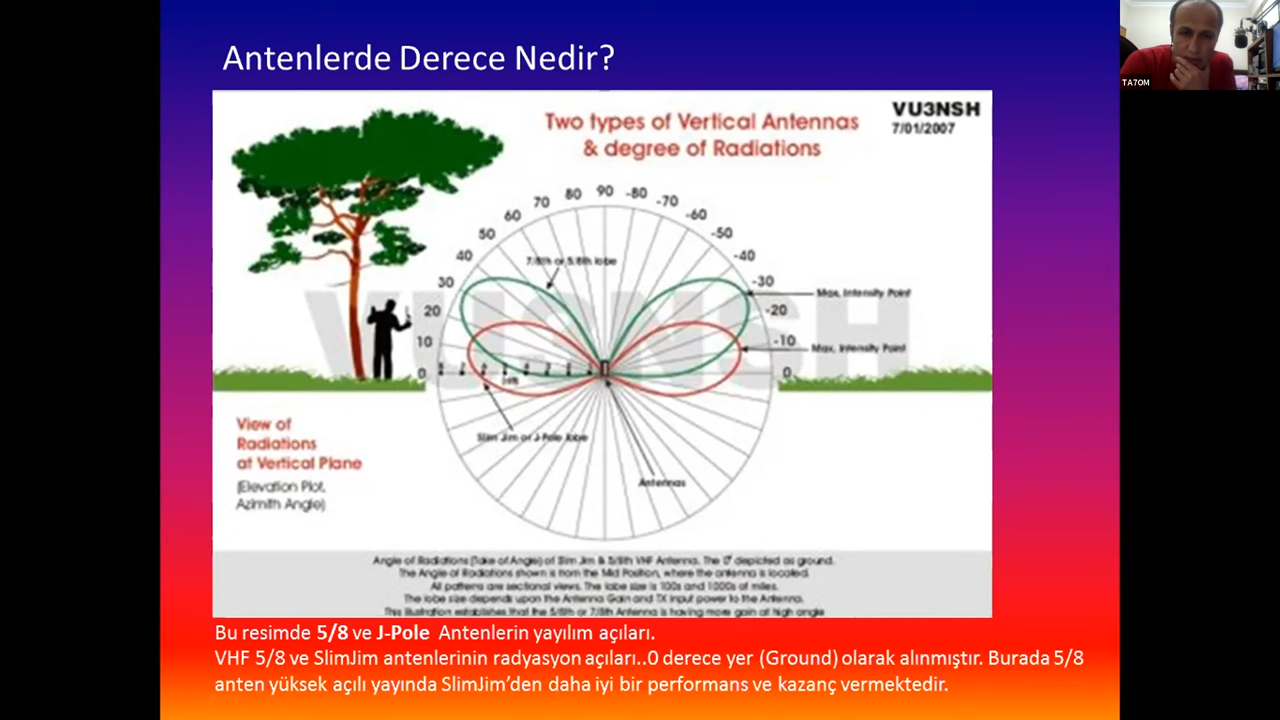 Antenlerde Derece Nedir?
TA7OM
VU3NSH
7/01/2007
Two types of Vertical Antennas
& degree of Radiations
90
80
-80
70
-70
60
-60
50
-50
40
-40
7/8th or 5/8th lobe
30
-30
Max. Intensity Point
20
-20
10
-10
Max. Intensity Point
0
0
VU3NSH
Slim Jim or J-Pole lobe
Antennas
View of
Radiations
at Vertical Plane
(Elevation Plot,
Azimith Angle)
Angle of Radiations (Take of Angle) of Slim Jim & 5/8th VHF Antenna. The 0° depicted as ground.
The Angle of Radiations shown is from the Mid Position, where the antenna is located.
All patterns are sectional views. The lobe size is 100s and 1000s of miles.
The lobe size depends upon the Antenna Gain and TX input power to the Antenna.
This illustration establishes that the 5/8th or 7/8th Antenna is having more gain at high angle
Bu resimde 5/8 ve J-Pole Antenlerin yayılım açıları.
VHF 5/8 ve SlimJim antenlerinin radyasyon açıları..0 derece yer (Ground) olarak alınmıştır. Burada 5/8
anten yüksek açılı yayında SlimJim’den daha iyi bir performans ve kazanç vermektedir.